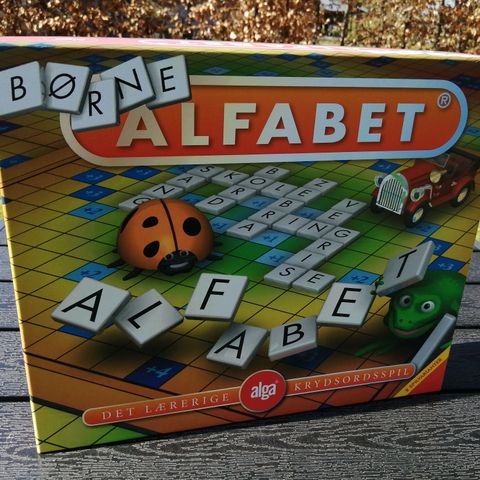 BØRNE
ALFABET®
ALFABET
DET LÆRERIGE alga® KRYDSORDSSPIL